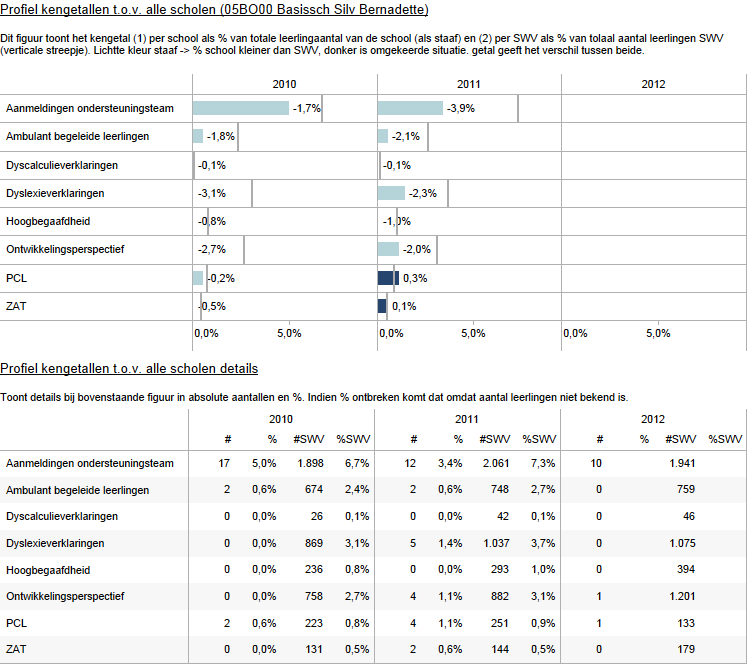 Profiel kengetallen t.o.v. alle scholen (05BO00 Basissch Silv Bernadette)
Dit figuur toont het kengetal (1) per school als % van totale leerlingaantal van de school (als staaf) en (2) per SWV als % van tolaal aantal leerlingen SWV
(verticale streepje). Lichtte kleur staaf -> % school kleiner dan SWV, donker is omgekeerde situatie. getal geeft het verschil tussen beide.
2010 2011 2012
Aanmeldingen ondersteuningsteam -1,7% -3,9%
Ambulant begeleide leerlingen -1,8% -2,1%
Dyscalculieverklaringen -0,1% -0,1%
Dyslexieverklaringen -3,1% -2,3%
Hoogbegaafdheid -0,8% -1,0%
Ontwikkelingsperspectief -2,7% -2,0%
PCL -0,2% 0,3%
ZAT -0,5% 0,1%
0,0% 5,0% 0,0% 5,0% 0,0% 5,0%
Profiel kengetallen t.o.v. alle scholen details
Toont details bij bovenstaande figuur in absolute aantallen en %. Indien % ontbreken komt dat omdat aantal leerlingen niet bekend is.
2010 2011 2012
# % #SWV %SWV # % #SWV %SWV # % #SWV %SWV
Aanmeldingen ondersteuningsteam 17 5,0% 1.898 6,7% 12 3,4% 2.061 7,3% 10 1.941
Ambulant begeleide leerlingen 2 0,6% 674 2,4% 2 0,6% 748 2,7% 0 759
Dyscalculieverklaringen 0 0,0% 26 0,1% 0 0,0% 42 0,1% 0 46
Dyslexieverklaringen 0 0,0% 869 3,1% 5 1,4% 1.037 3,7% 0 1.075
Hoogbegaafdheid 0 0,0% 236 0,8% 0 0,0% 293 1,0% 0 394
Ontwikkelingsperspectief 0 0,0% 758 2,7% 4 1,1% 882 3,1% 1 1.201
PCL 2 0,6% 223 0,8% 4 1,1% 251 0,9% 1 133
ZAT 0 0,0% 131 0,5% 2 0,6% 144 0,5% 0 179